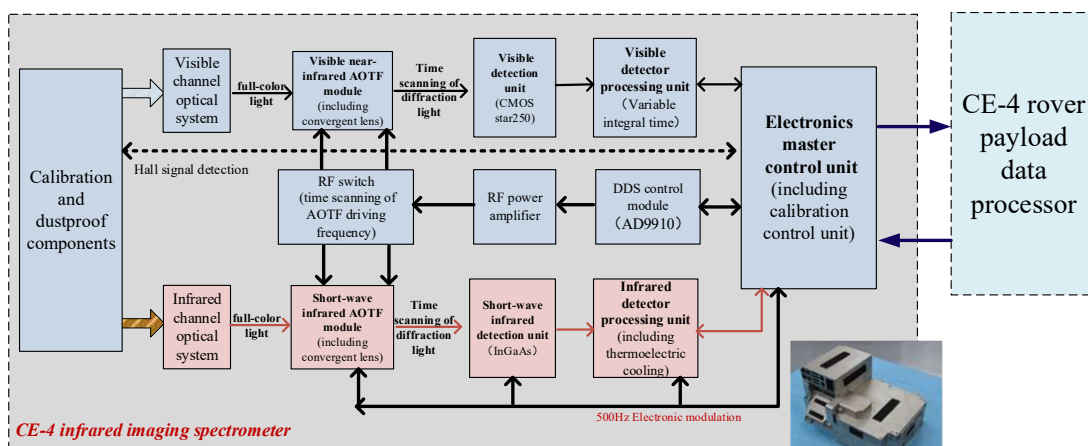 Calibration
and
dustproof
components
Visible
channel
optical
system
full-color
light
Visible near-
infrared AOTF
module
(including
convergent lens)
Time
scanning of
diffraction
light
Visible
detection
unit
(CMOS
star250)
Visible
detector
processing unit
（Variable
integral time）
Electronics
master
control unit
(including
calibration
control unit)
CE-4 rover
payload
data
processor
Hall signal detection
RF switch
(time scanning of
AOTF driving
frequency)
RF power
amplifier
DDS control
module
（AD9910）
Infrared
channel
optical
system
full-color
light
Short-wave
infrared AOTF
module
(including
convergent lens)
Time
scanning of
diffraction
light
Short-wave
infrared
detection unit
（InGaAs）
Infrared
detector
processing unit
(including
thermoelectric
cooling)
500Hz Electronic modulation
CE-4 infrared imaging spectrometer